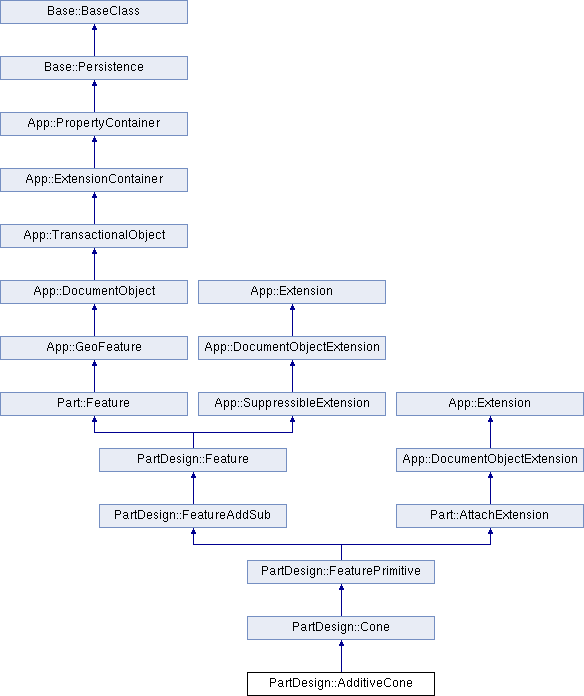 Base::BaseClass
Base::Persistence
App::PropertyContainer
App::ExtensionContainer
App::TransactionalObject
App::DocumentObject
App::Extension
App::GeoFeature
App::DocumentObjectExtension
Part::Feature
App::SuppressibleExtension
App::Extension
PartDesign::Feature
App::DocumentObjectExtension
PartDesign::FeatureAddSub
Part::AttachExtension
PartDesign::FeaturePrimitive
PartDesign::Cone
PartDesign::AdditiveCone